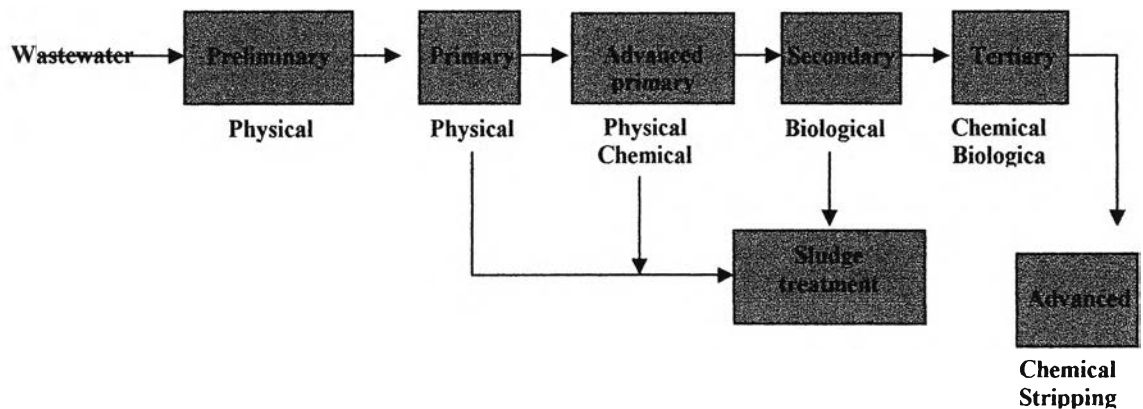 Wastewater
Preliminary
Primary
Advanced
primary
Secondary
Tertiary
Physical
Physical
Physical
Chemical
Biological
Chemical
Biologica
Sludge
treatment
Advanced
Chemical
Stripping